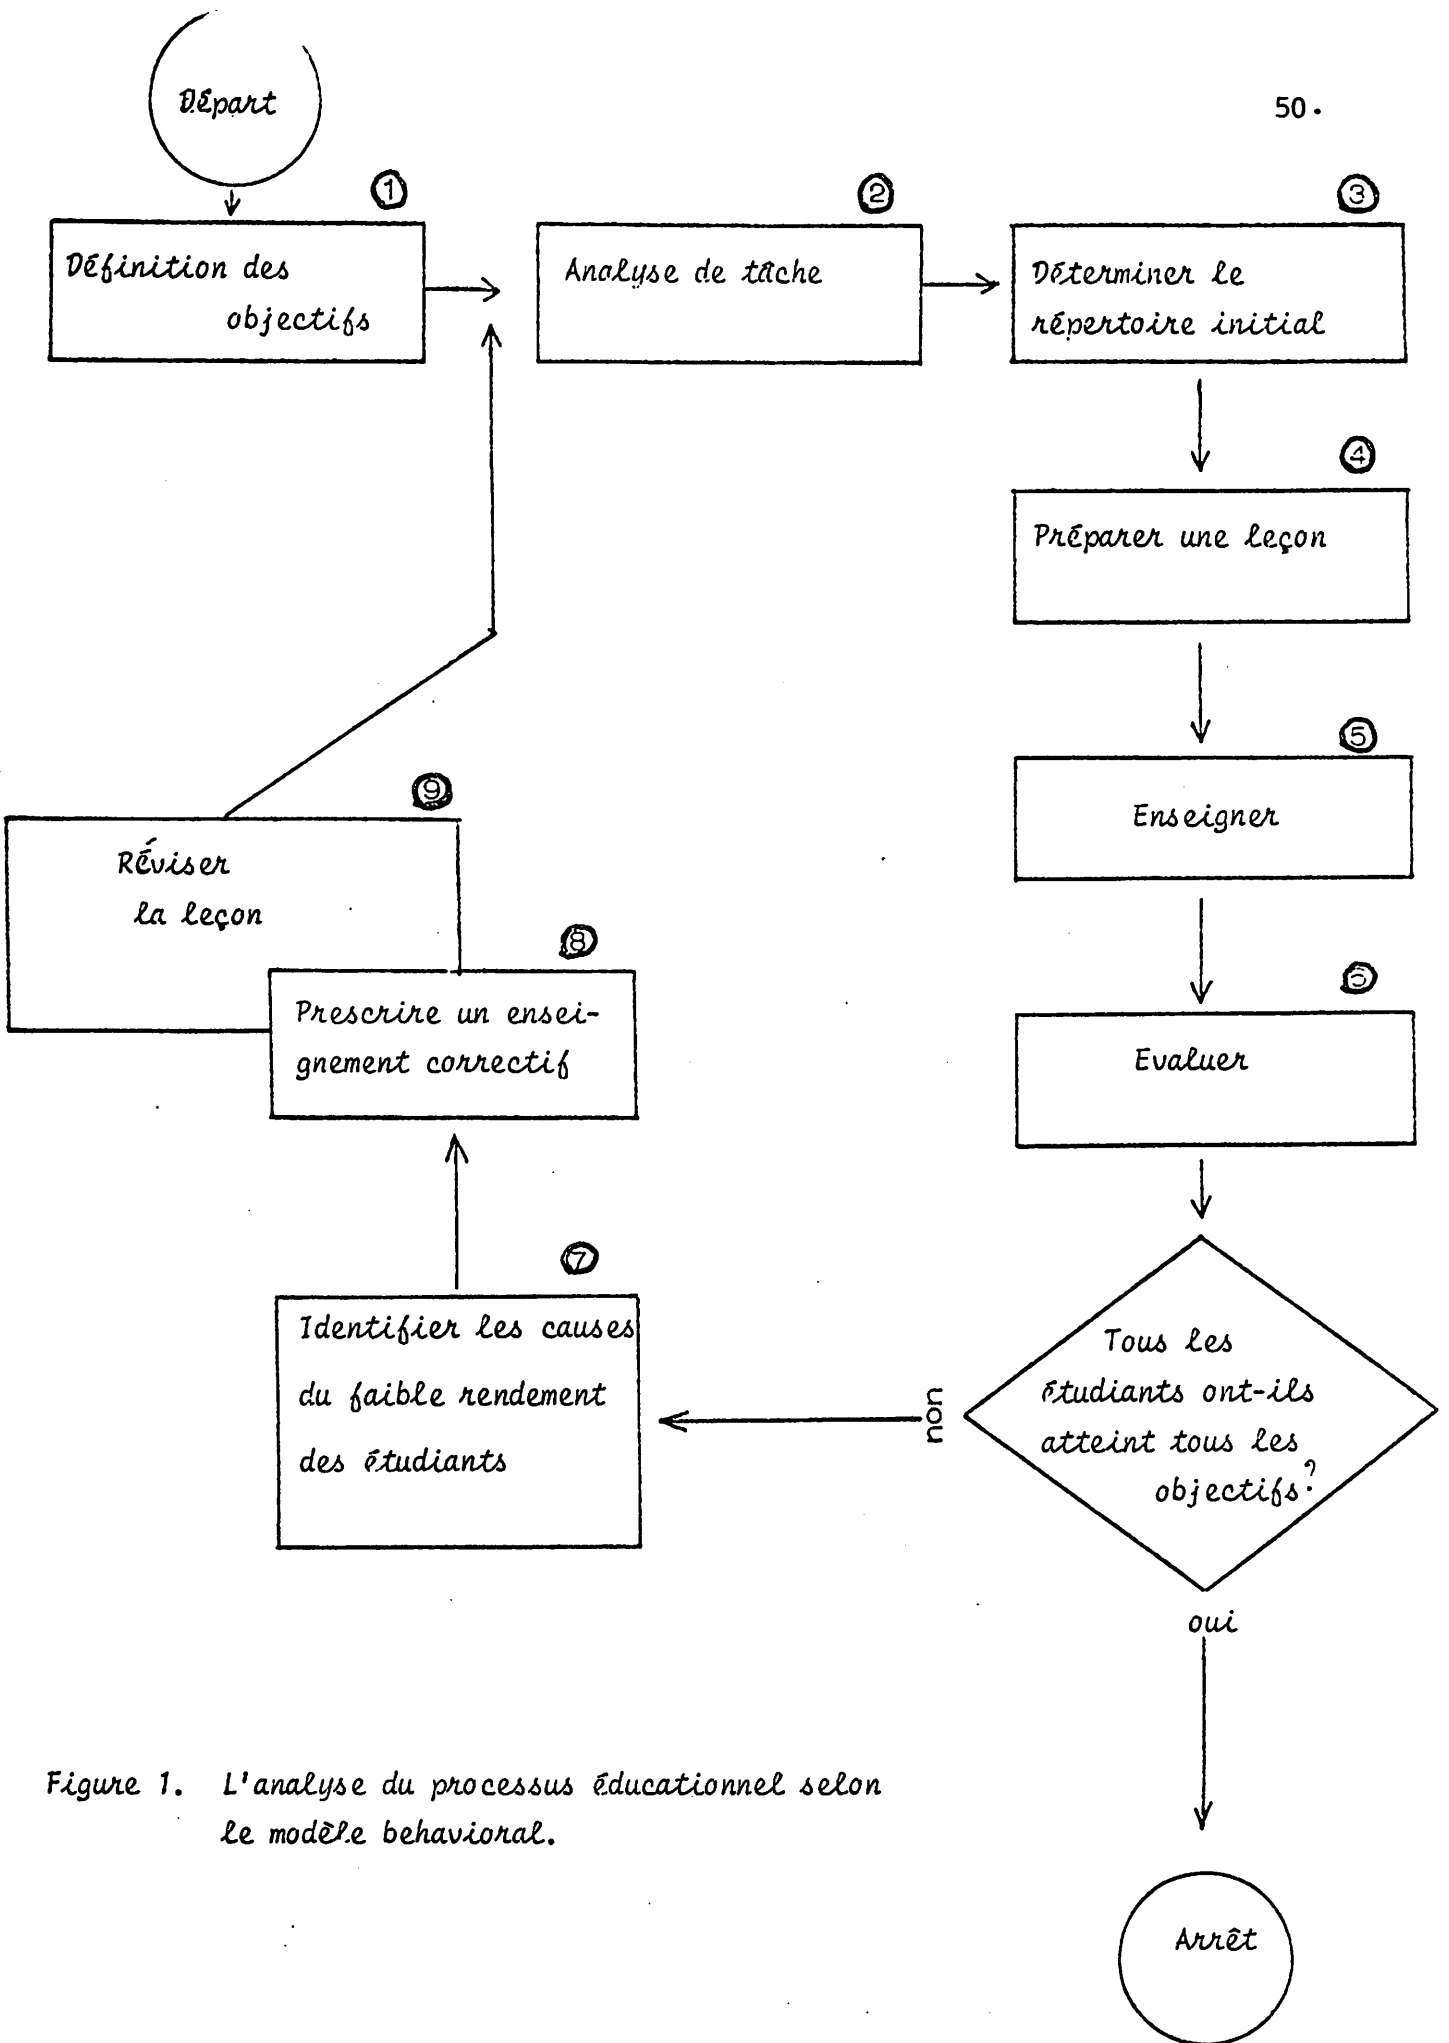 50.
Départ
1
Définition des
objectifs
2
Analyse de tâche
3
Déterminer le
répertoire initial
4
Préparer une leçon
5
Enseigner
6
Evaluer
Tous les
étudiants ont-ils
atteint tous les
objectifs?
non
oui
Arrêt
7
Identifier les causes
du faible rendement
des étudiants
8
Prescrire un ensei-
gnement correctif
9
Réviser
la leçon
Figure 1. L'analyse du processus éducationnel selon
le modèle behavioral.